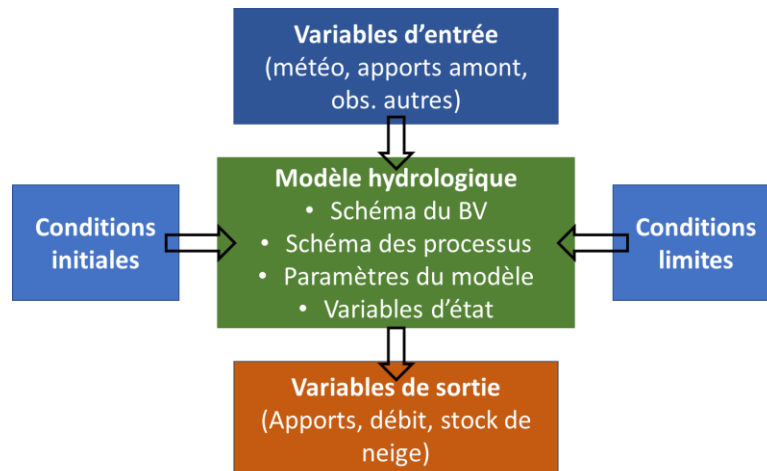 Variables d'entrée
(météo, apports amont,
obs. autres)
Conditions
initiales
Modèle hydrologique
• Schéma du BV
• Schéma des processus
• Paramètres du modèle
• Variables d'état
Conditions
limites
Variables de sortie
(Apports, débit, stock de
neige)